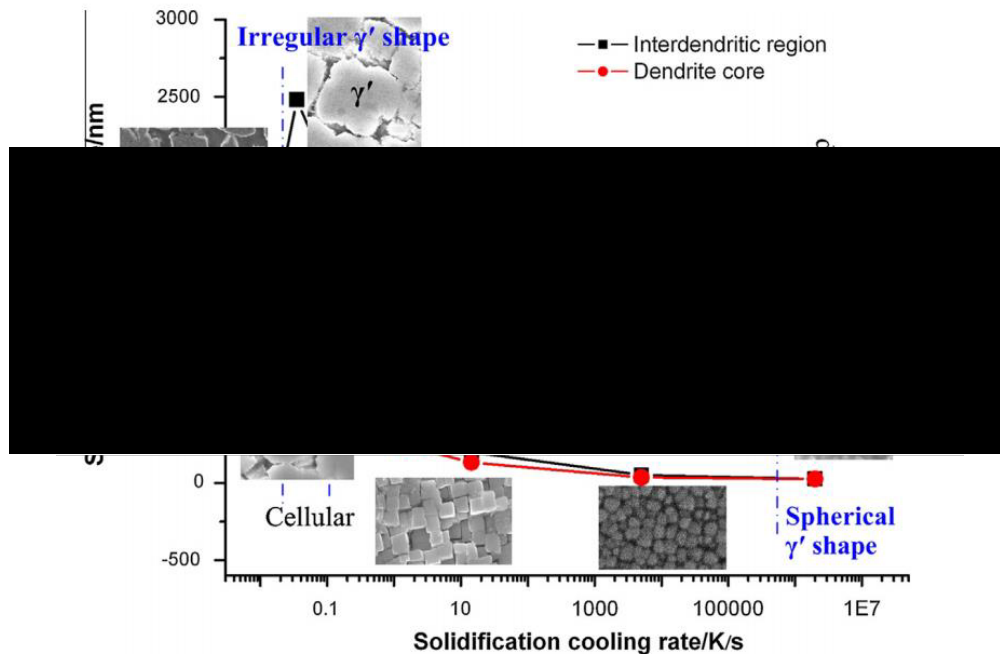 3000
Irregular γ′ shape
Interdendritic region
Dendrite core
γ′
2500
/nm
0
Cellular
Spherical
γ′ shape
-500
0.1
10
1000
100000
1E7
Solidification cooling rate/K/s